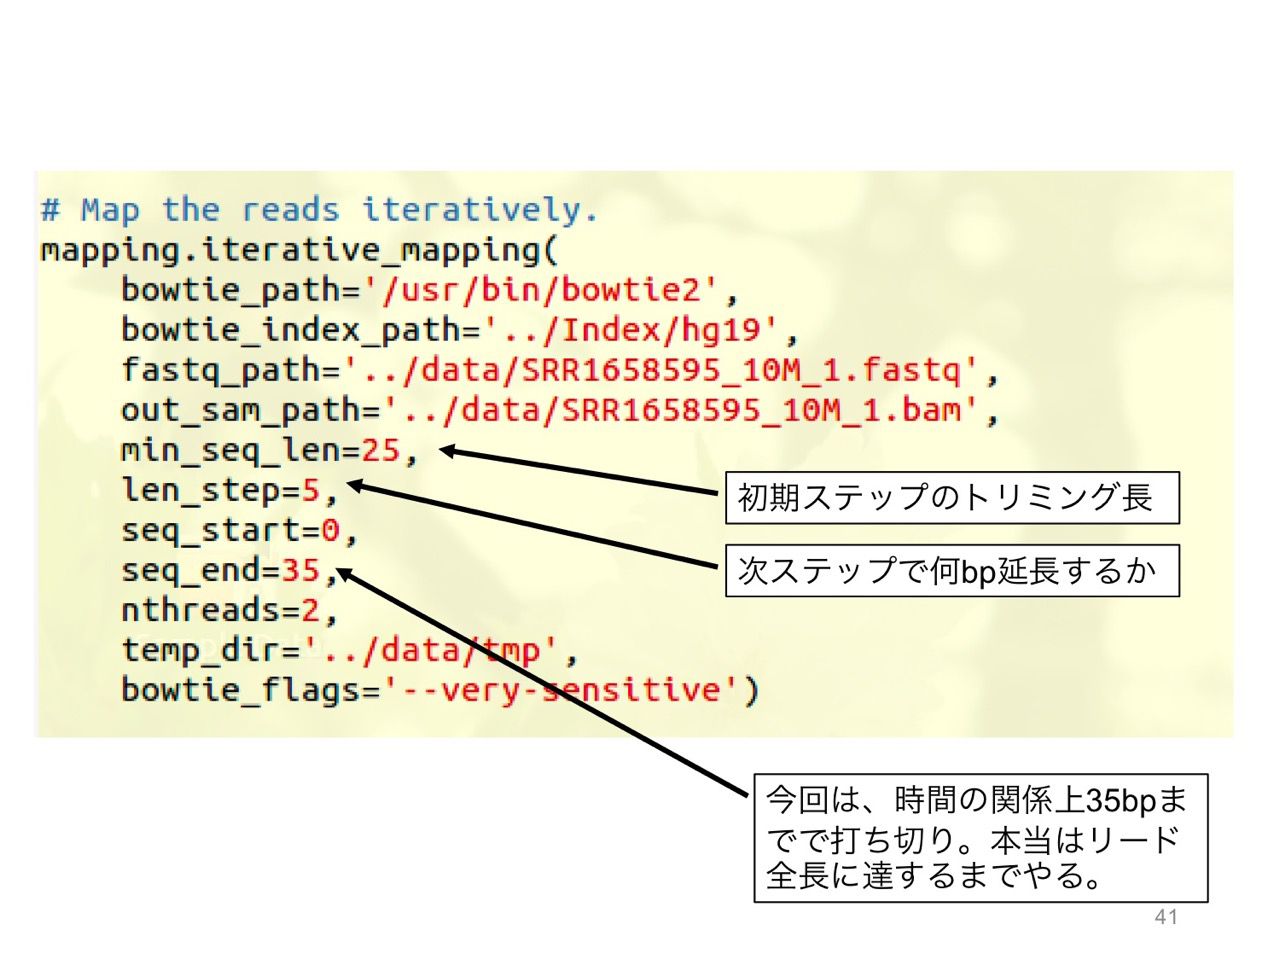 # Map the reads iteratively.
mapping.iterative_mapping(
    bowtie_path='/usr/bin/bowtie2',
    bowtie_index_path='../Index/hg19',
    fastq_path='../data/SRR1658595_10M_1.fastq',
    out_sam_path='../data/SRR1658595_10M_1.bam',
    min_seq_len=25,
    len_step=5,
    seq_start=0,
    seq_end=35,
    nthreads=2,
    temp_dir='../data/tmp',
    bowtie_flags='--very-sensitive')
初期ステップのトリミング長
次ステップで何bp延長するか
今回は、時間の関係上35bpま
でで打ち切り。本当はリード
全長に達するまでやる。
41